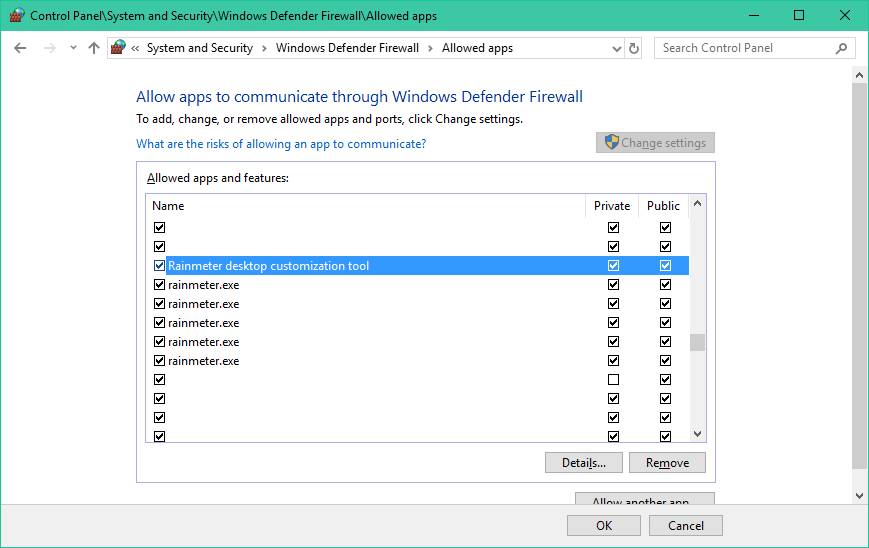 Control Panel\System and Security\Windows Defender Firewall\Allowed apps
« System and Security > Windows Defender Firewall > Allowed apps
Search Control Panel
Allow apps to communicate through Windows Defender Firewall
To add, change, or remove allowed apps and ports, click Change settings.
What are the risks of allowing an app to communicate?
Change settings
Allowed apps and features:
Name Private Public
Rainmeter desktop customization tool
rainmeter.exe
rainmeter.exe
rainmeter.exe
rainmeter.exe
rainmeter.exe
Details... Remove
Allow another app...
OK Cancel